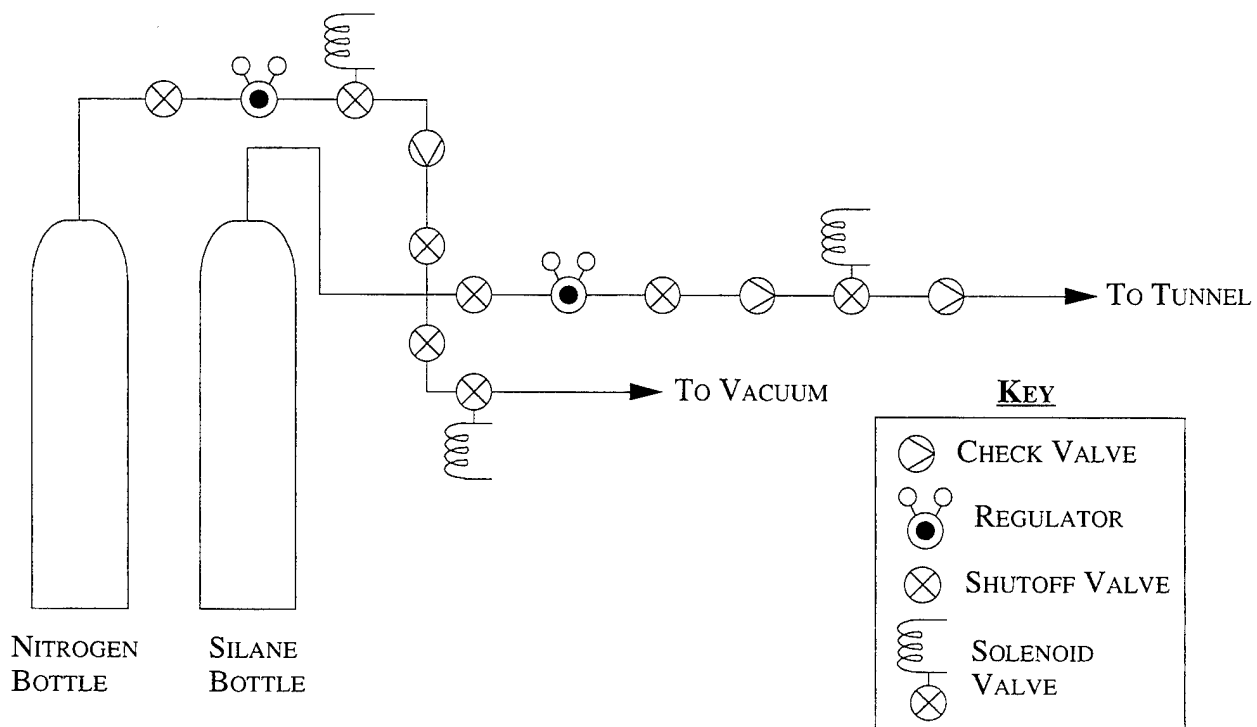 TO TUNNEL
TO VACUUM
KEY
CHECK VALVE
REGULATOR
SHUTOFF VALVE
SOLENOID
VALVE
NITROGEN
BOTTLE
SILANE
BOTTLE